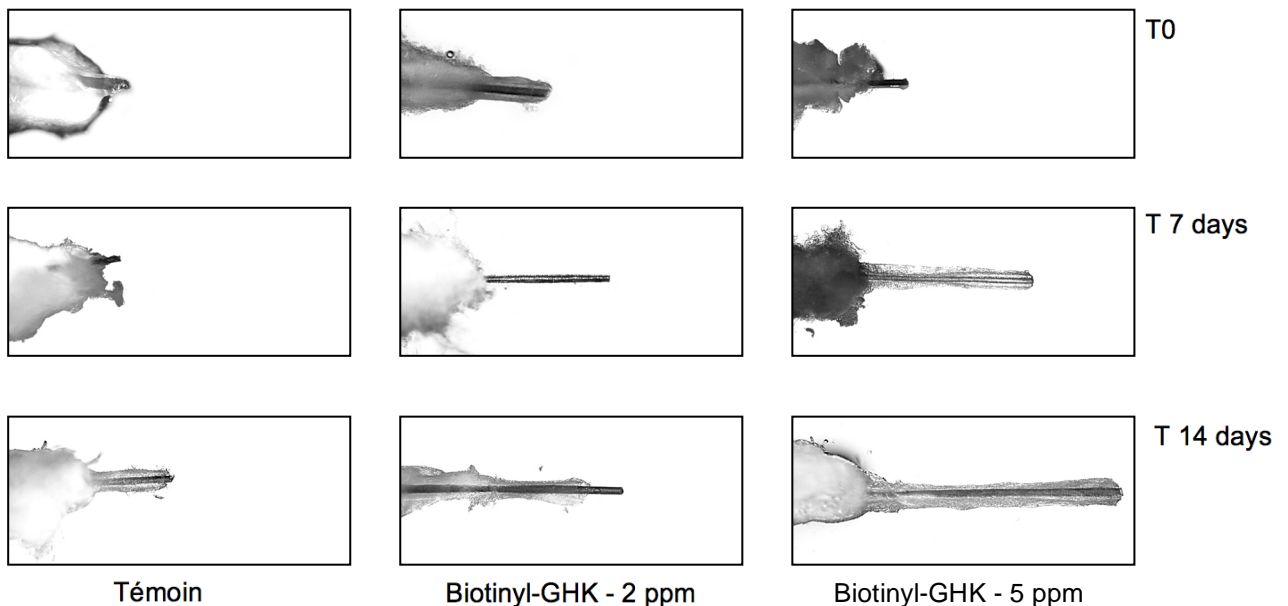 T0
T 7 days
T 14 days
Témoin
Biotinyl-GHK - 2 ppm
Biotinyl-GHK - 5 ppm